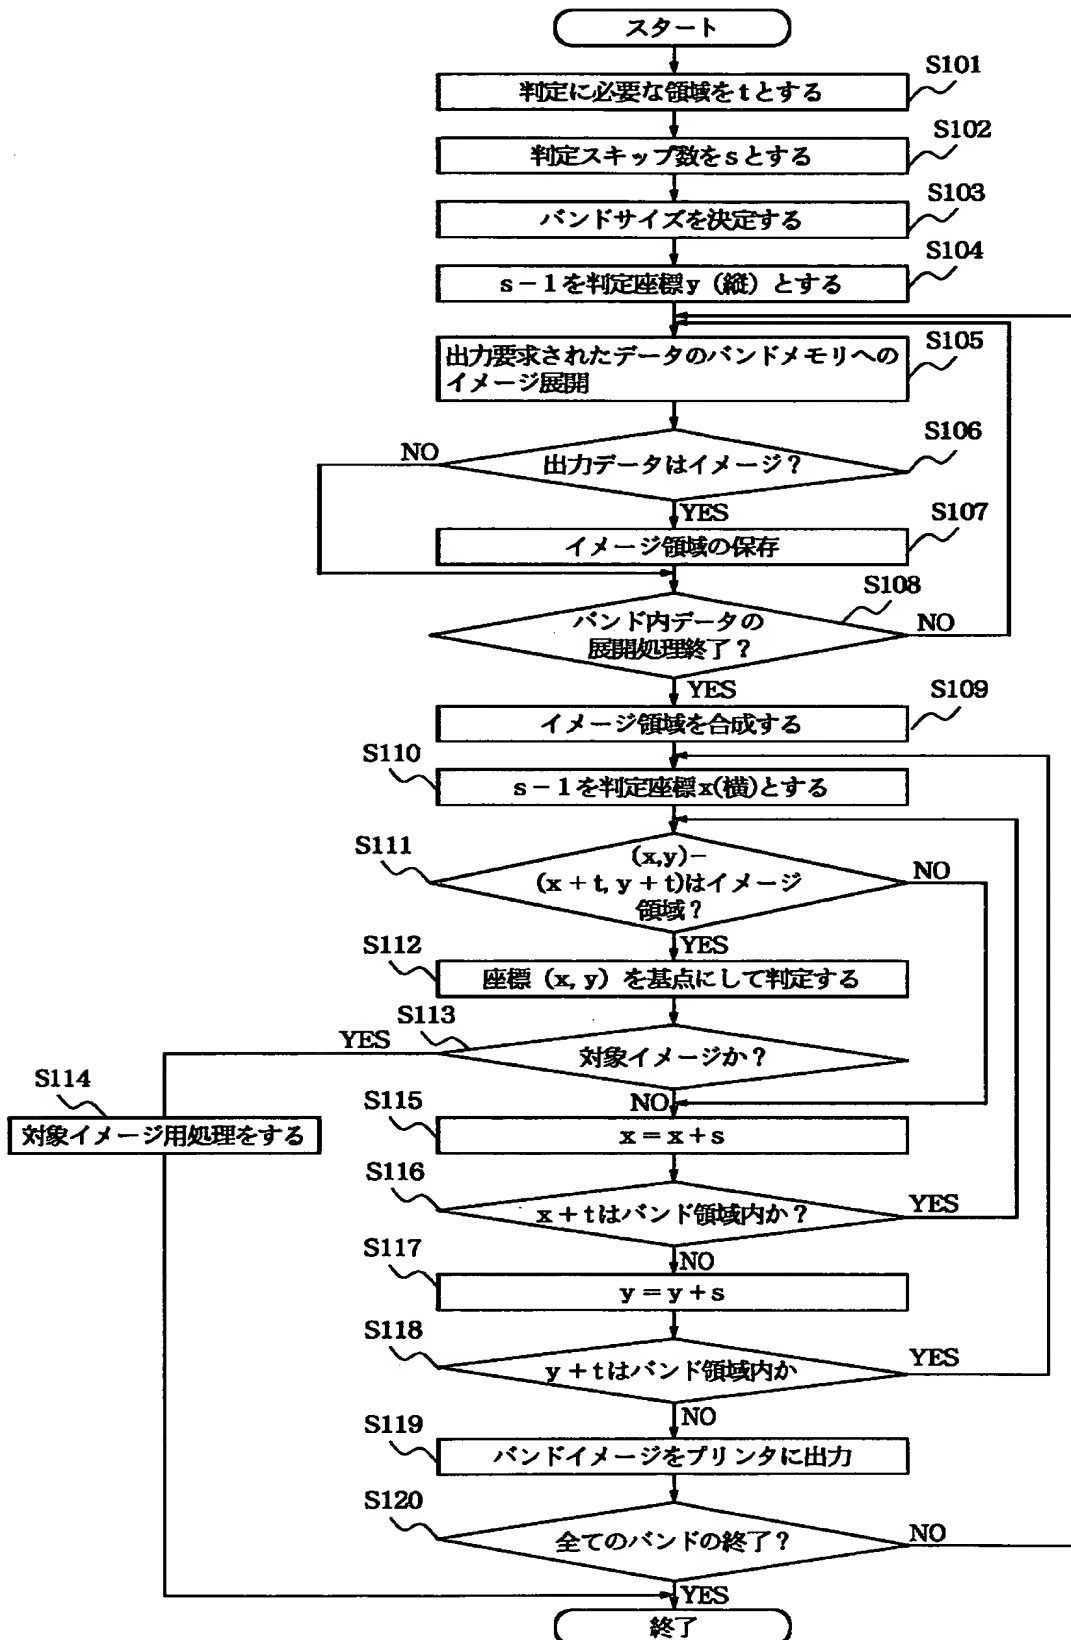 スタート
S101
判定に必要な領域をtとする
S102
判定スキップ数をsとする
S103
バンドサイズを決定する
S104
s-1を判定座標y（縦）とする
S105
出力要求されたデータのバンドメモリへの
イメージ展開
S106
NO
出力データはイメージ？
YES
S107
イメージ領域の保存
S108
バンド内データの
展開処理終了？
NO
YES
S109
イメージ領域を合成する
S110
s-1を判定座標x(横)とする
S111
(x,y)-
(x+t, y+t)はイメージ
領域？
NO
YES
S112
座標（x, y）を基点にして判定する
S113
YES
対象イメージか？
NO
S114
対象イメージ用処理をする
S115
x = x + s
S116
x + tはバンド領域内か？
YES
NO
S117
y = y + s
S118
y + tはバンド領域内か
YES
NO
S119
バンドイメージをプリンタに出力
S120
全てのバンドの終了？
NO
YES
終了